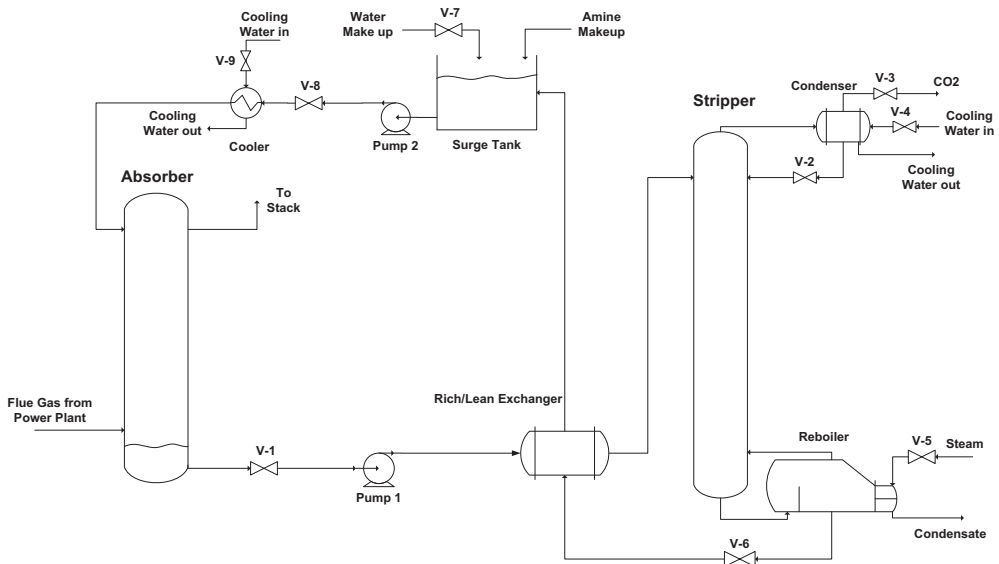 Cooling
Water in
Water
Make up
V-7
Amine
Makeup
V-9
V-8
Cooling
Water out
Cooler
Pump 2
Surge Tank
Condenser
V-3
CO2
V-4
Cooling
Water in
Stripper
V-2
Cooling
Water out
Absorber
To
Stack
Flue Gas from
Power Plant
Rich/Lean Exchanger
V-1
Pump 1
Reboiler
V-5
Steam
Condensate
V-6